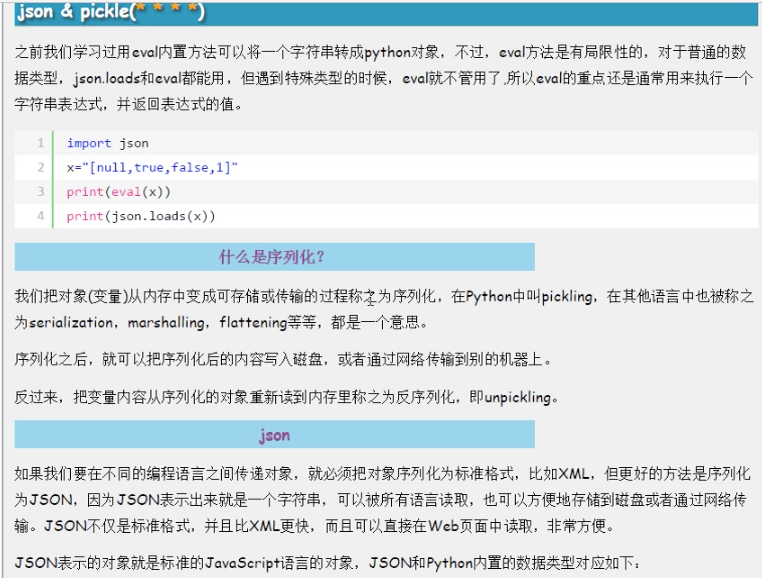 json & pickle(* * * *)
之前我们学习过用eval内置方法可以将一个字符串转成python对象，不过，eval方法是有局限性的，对于普通的数
据类型，json.loads和eval都能用，但遇到特殊类型的时候，eval就不管用了,所以eval的重点还是通常用来执行一个
字符串表达式，并返回表达式的值。
1 import json
2 x="[null,true,false,1]"
3 print(eval(x))
4 print(json.loads(x))
什么是序列化？
我们把对象(变量)从内存中变成可存储或传输的过程称之为序列化，在Python中叫pickling，在其他语言中也被称之
为serialization，marshalling，flattening等等，都是一个意思。
序列化之后，就可以把序列化后的内容写入磁盘，或者通过网络传输到别的机器上。
反过来，把变量内容从序列化的对象重新读到内存里称之为反序列化，即unpickling。
json
如果我们要在不同的编程语言之间传递对象，就必须把对象序列化为标准格式，比如XML，但更好的方法是序列化
为JSON，因为JSON表示出来就是一个字符串，可以被所有语言读取，也可以方便地存储到磁盘或者通过网络传
输。JSON不仅是标准格式，并且比XML更快，而且可以直接在Web页面中读取，非常方便。
JSON表示的对象就是标准的JavaScript语言的对象，JSON和Python内置的数据类型对应如下：